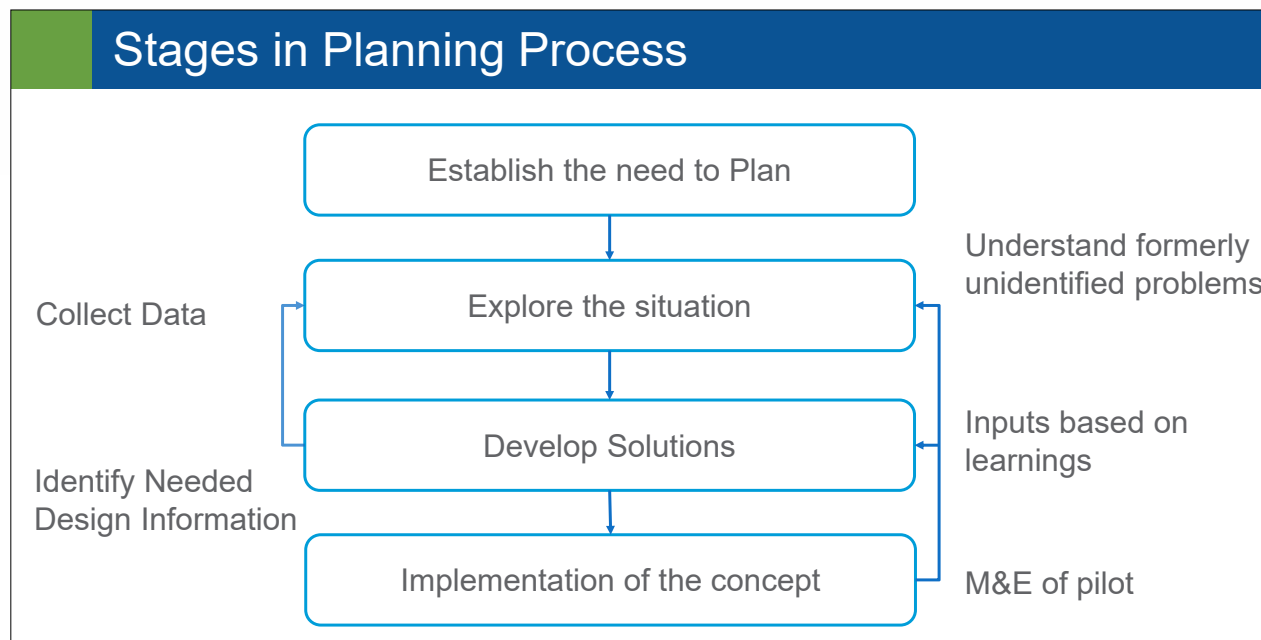 Stages in Planning Process
Establish the need to Plan
Understand formerly
unidentified problems
Collect Data
Explore the situation
Develop Solutions
Inputs based on
learnings
Identify Needed
Design Information
Implementation of the concept
M&E of pilot